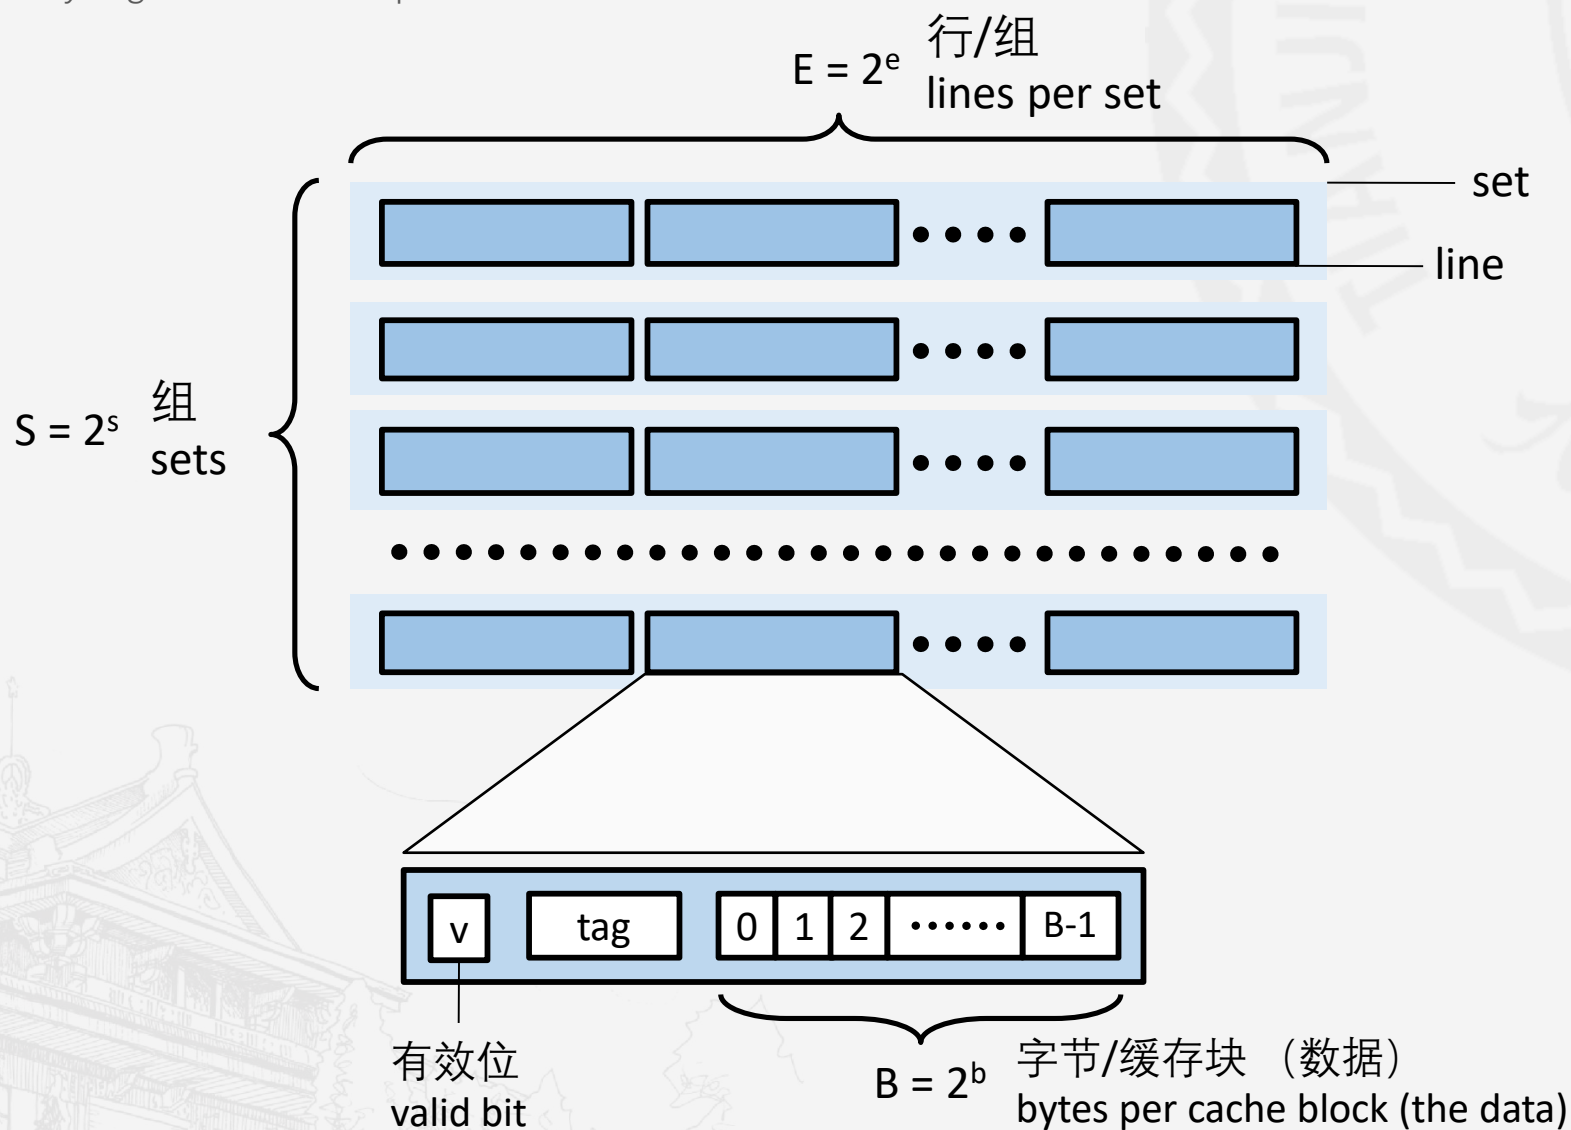 E = 2ᵉ 行/组
lines per set
set
line
S = 2ˢ 组
sets
v tag 0 1 2 •••••• B-1
有效位
valid bit
B = 2ᵇ 字节/缓存块 （数据）
bytes per cache block (the data)